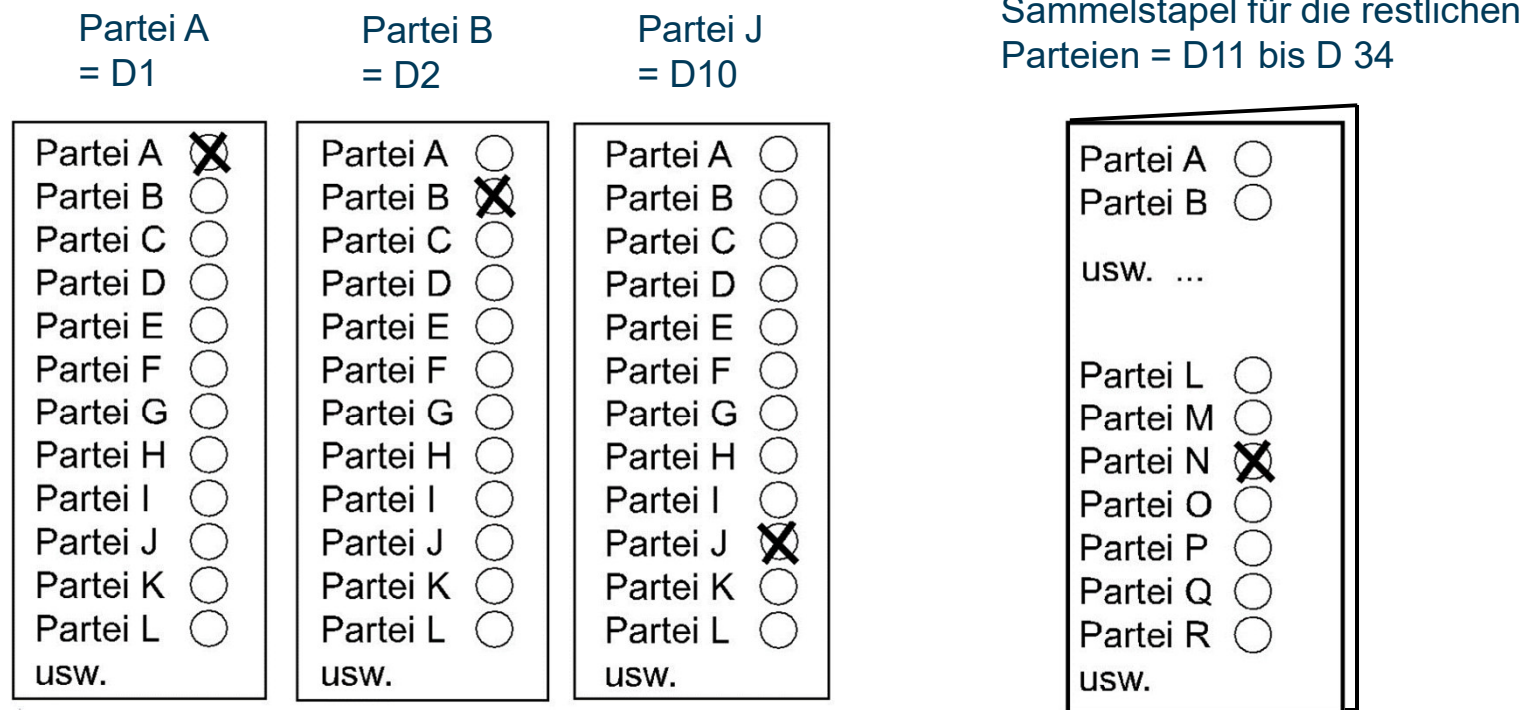 Partei A
= D1
Partei B
= D2
Partei J
= D10
Sammelstapel für die restlichen
Parteien = D11 bis D 34
Partei A
Partei B
Partei C
Partei D
Partei E
Partei F
Partei G
Partei H
Partei I
Partei J
Partei K
Partei L
usw.
Partei A
Partei B
Partei C
Partei D
Partei E
Partei F
Partei G
Partei H
Partei I
Partei J
Partei K
Partei L
usw.
Partei A
Partei B
Partei C
Partei D
Partei E
Partei F
Partei G
Partei H
Partei I
Partei J
Partei K
Partei L
usw.
Partei A
Partei B
usw. ...
Partei L
Partei M
Partei N
Partei O
Partei P
Partei Q
Partei R
usw.